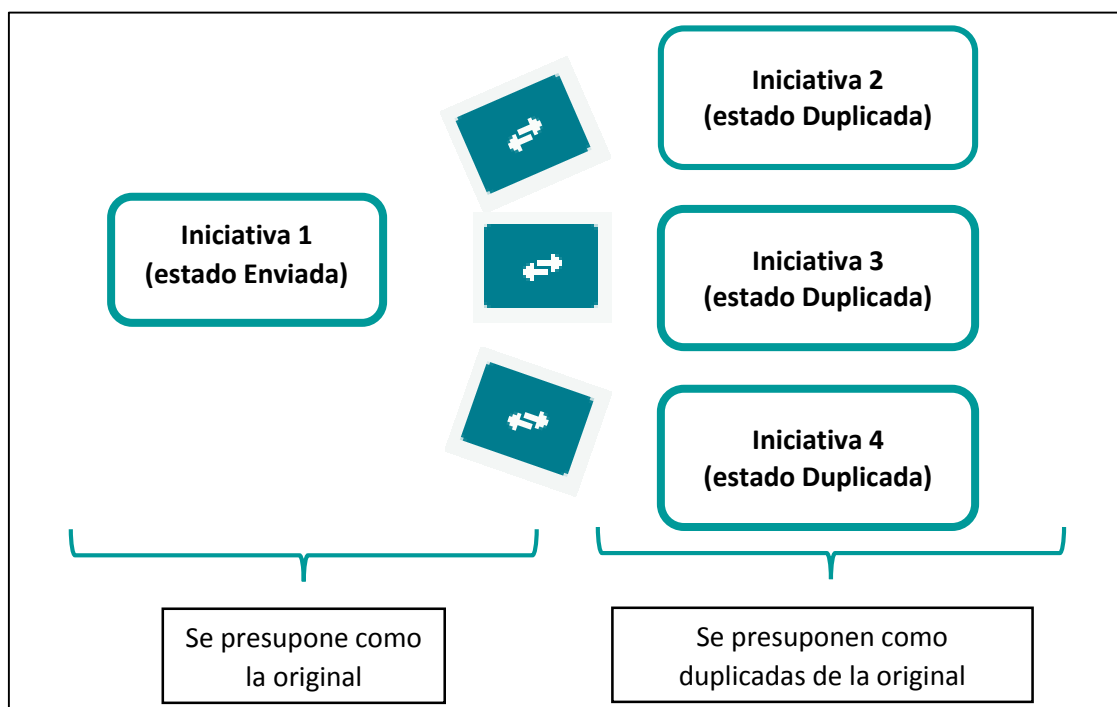 Iniciativa 1
(estado Enviada)
Iniciativa 2
(estado Duplicada)
Iniciativa 3
(estado Duplicada)
Iniciativa 4
(estado Duplicada)
Se presupone como
la original
Se presuponen como
duplicadas de la original